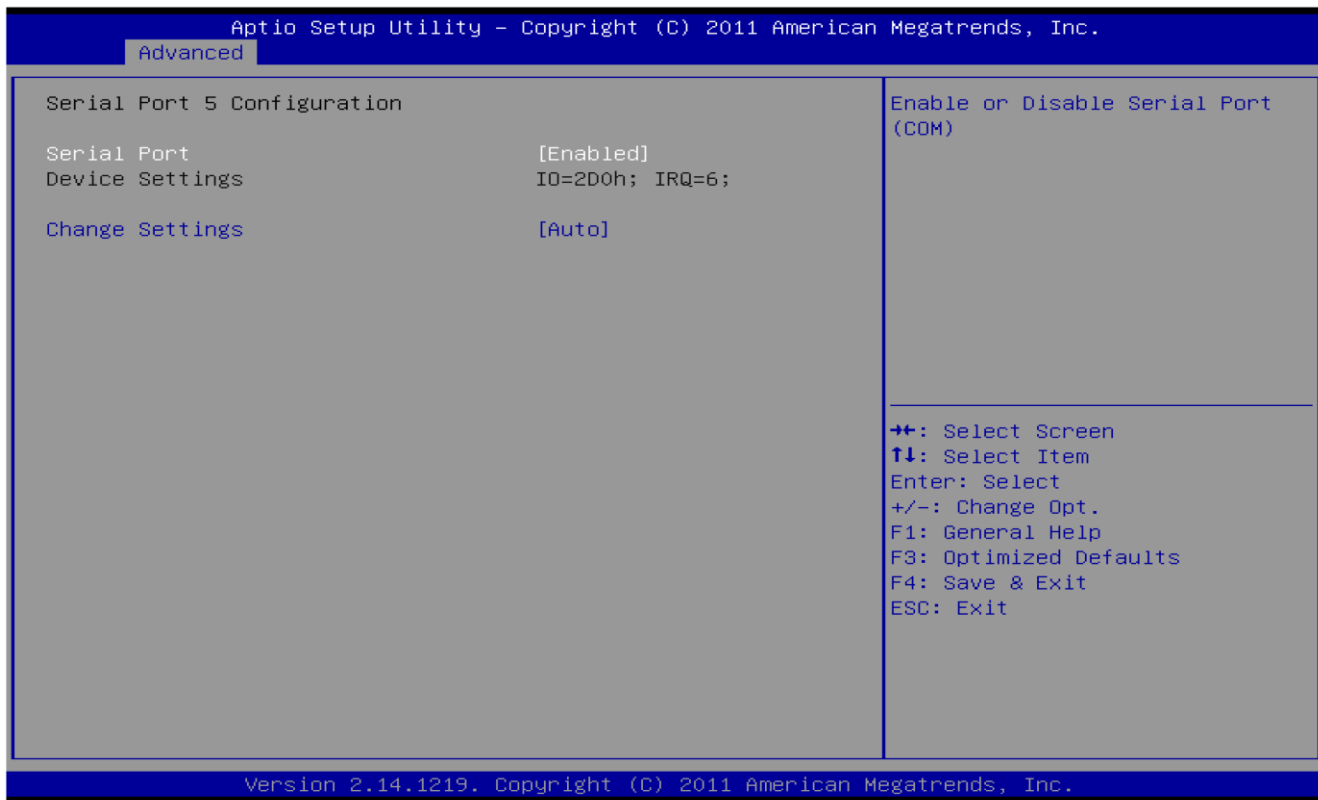 Aptio Setup Utility – Copyright (C) 2011 American Megatrends, Inc.
Advanced
Serial Port 5 Configuration
Serial Port [Enabled]
Device Settings IO=2D0h; IRQ=6;
Change Settings [Auto]
Enable or Disable Serial Port
(COM)
→←: Select Screen
↑↓: Select Item
Enter: Select
+/-: Change Opt.
F1: General Help
F3: Optimized Defaults
F4: Save & Exit
ESC: Exit
Version 2.14.1219. Copyright (C) 2011 American Megatrends, Inc.